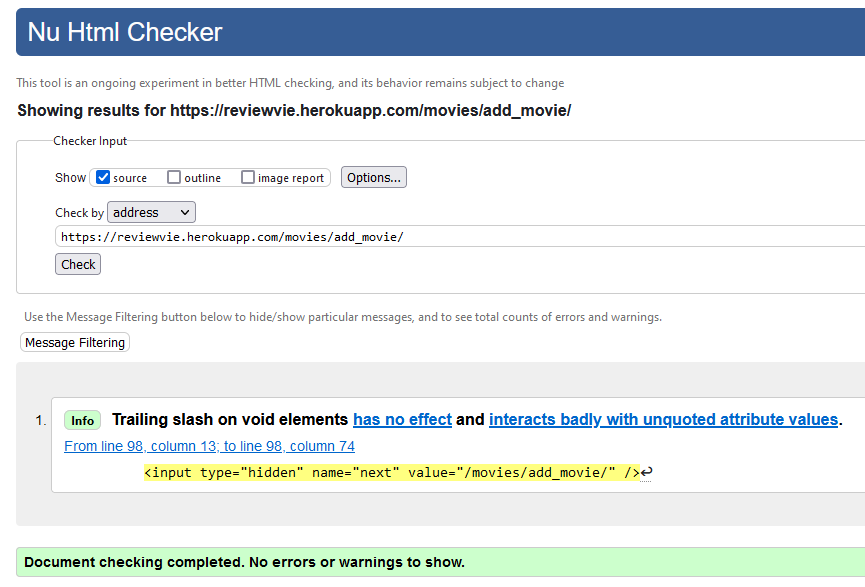 Nu Html Checker
This tool is an ongoing experiment in better HTML checking, and its behavior remains subject to change
Showing results for https://reviewvie.herokuapp.com/movies/add_movie/
Checker Input
Show source outline image report Options...
Check by address
https://reviewvie.herokuapp.com/movies/add_movie/
Check
Use the Message Filtering button below to hide/show particular messages, and to see total counts of errors and warnings.
Message Filtering
1. Info Trailing slash on void elements has no effect and interacts badly with unquoted attribute values.
From line 98, column 13; to line 98, column 74
<input type="hidden" name="next" value="/movies/add_movie/" />↩
Document checking completed. No errors or warnings to show.